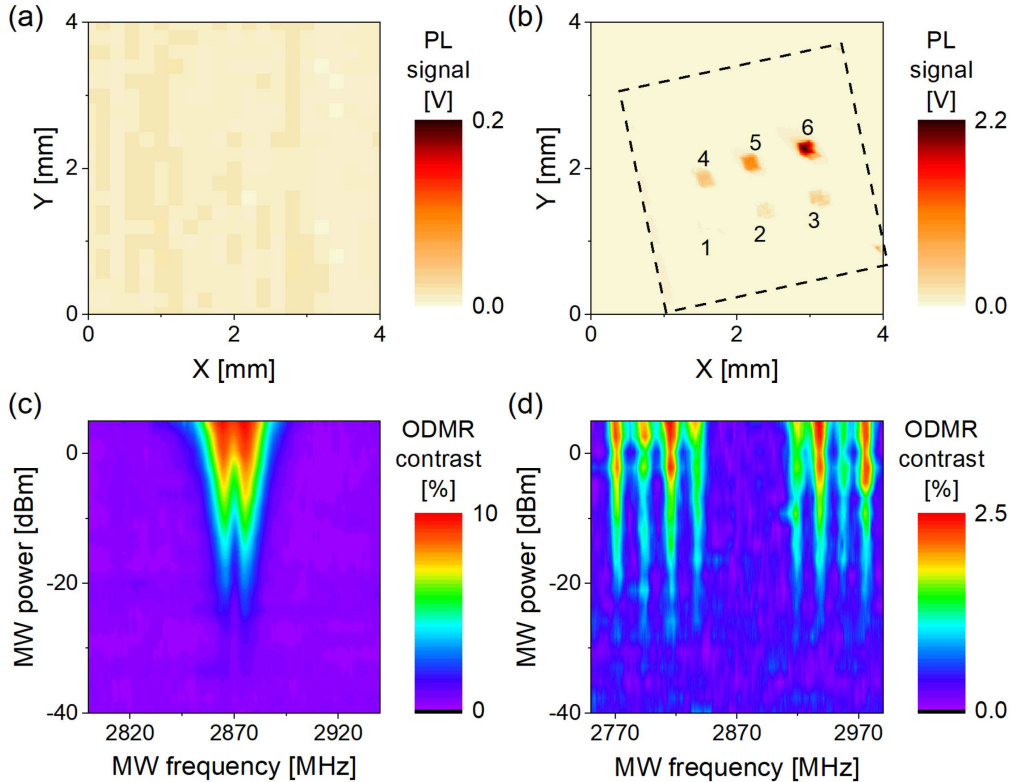 (a)
4
2
0
Y [mm]
0
2
4
X [mm]
PL
signal
[V]
0.2
0.0
(b)
4
2
0
Y [mm]
0
2
4
X [mm]
4
5
6
1
2
3
PL
signal
[V]
2.2
0.0
(c)
0
-20
-40
MW power [dBm]
2820
2870
2920
MW frequency [MHz]
ODMR
contrast
[%]
10
0
(d)
0
-20
-40
MW power [dBm]
2770
2870
2970
MW frequency [MHz]
ODMR
contrast
[%]
2.5
0.0